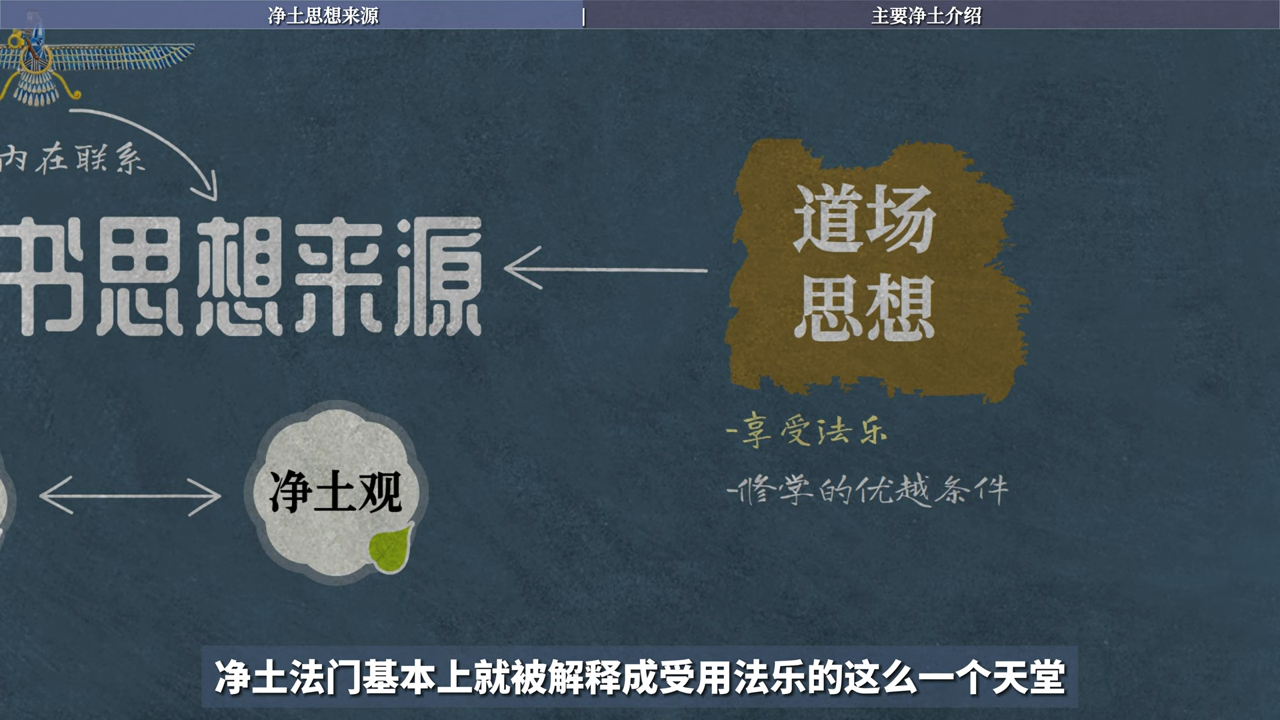 净土思想来源
主要净土介绍
内在联系
书思想来源
道场
思想
-享受法乐
-修学的优越条件
净土观
净土法门基本上就被解释成受用法乐的这么一个天堂